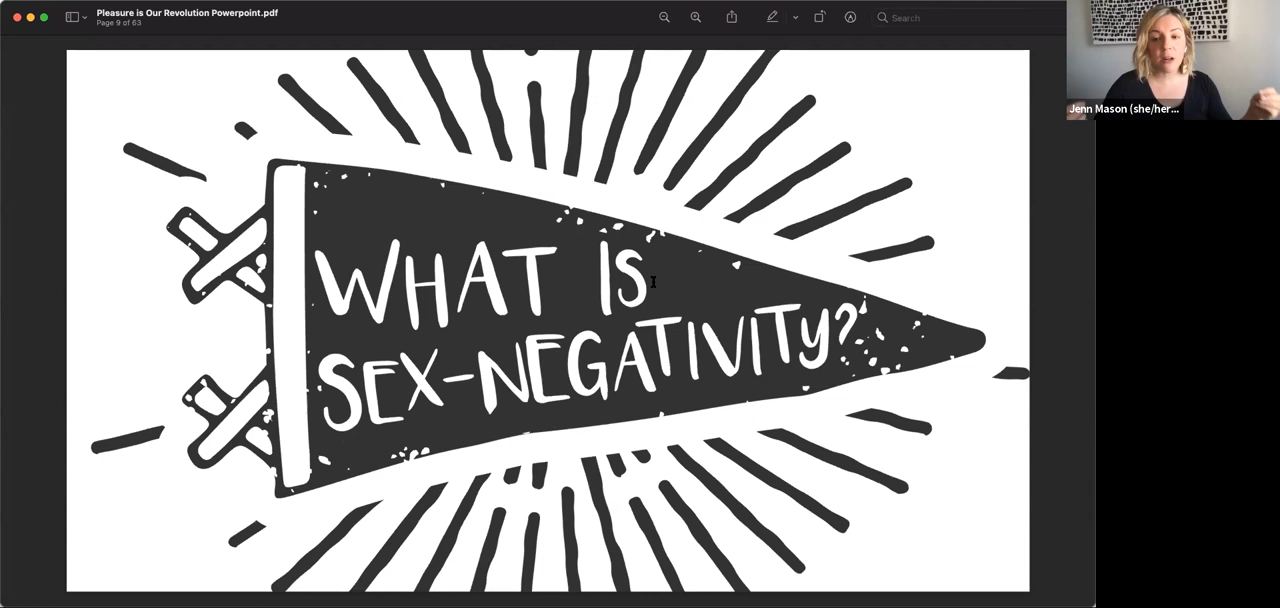 Pleasure is Our Revolution Powerpoint.pdf
Page 9 of 63
Search
Jenn Mason (she/her...
WHAT IS
SEX-NEGATIVITY?